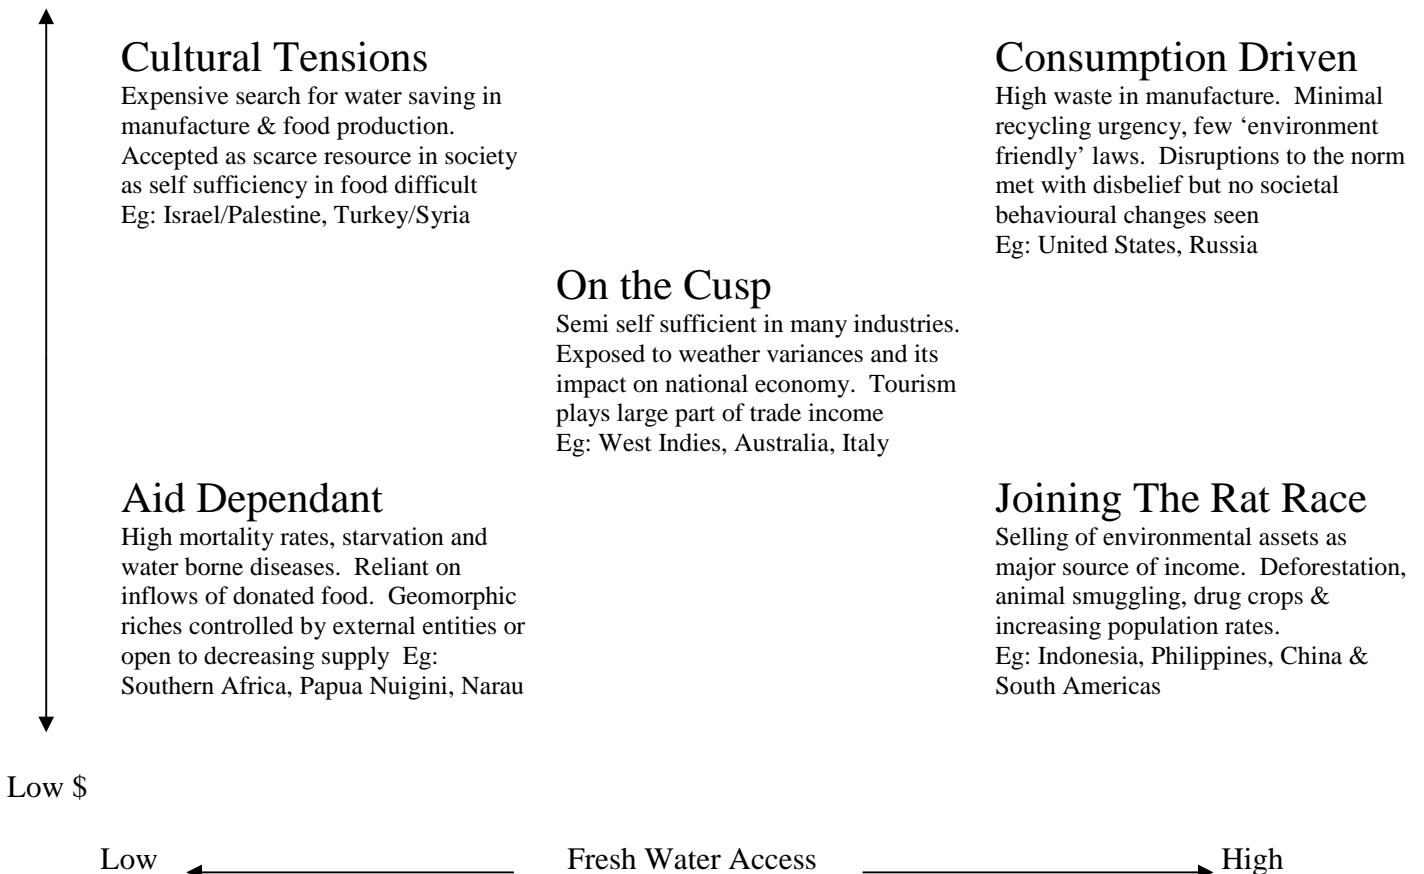 Cultural Tensions
Expensive search for water saving in
manufacture & food production.
Accepted as scarce resource in society
as self sufficiency in food difficult
Eg: Israel/Palestine, Turkey/Syria
Consumption Driven
High waste in manufacture.  Minimal
recycling urgency, few ‘environment
friendly’ laws.  Disruptions to the norm
met with disbelief but no societal
behavioural changes seen
Eg: United States, Russia
On the Cusp
Semi self sufficient in many industries.
Exposed to weather variances and its
impact on national economy.  Tourism
plays large part of trade income
Eg: West Indies, Australia, Italy
Aid Dependant
High mortality rates, starvation and
water borne diseases.  Reliant on
inflows of donated food.  Geomorphic
riches controlled by external entities or
open to decreasing supply  Eg:
Southern Africa, Papua Nuigini, Narau
Joining The Rat Race
Selling of environmental assets as
major source of income.  Deforestation,
animal smuggling, drug crops &
increasing population rates.
Eg: Indonesia, Philippines, China &
South Americas
Low $
Low Fresh Water Access High